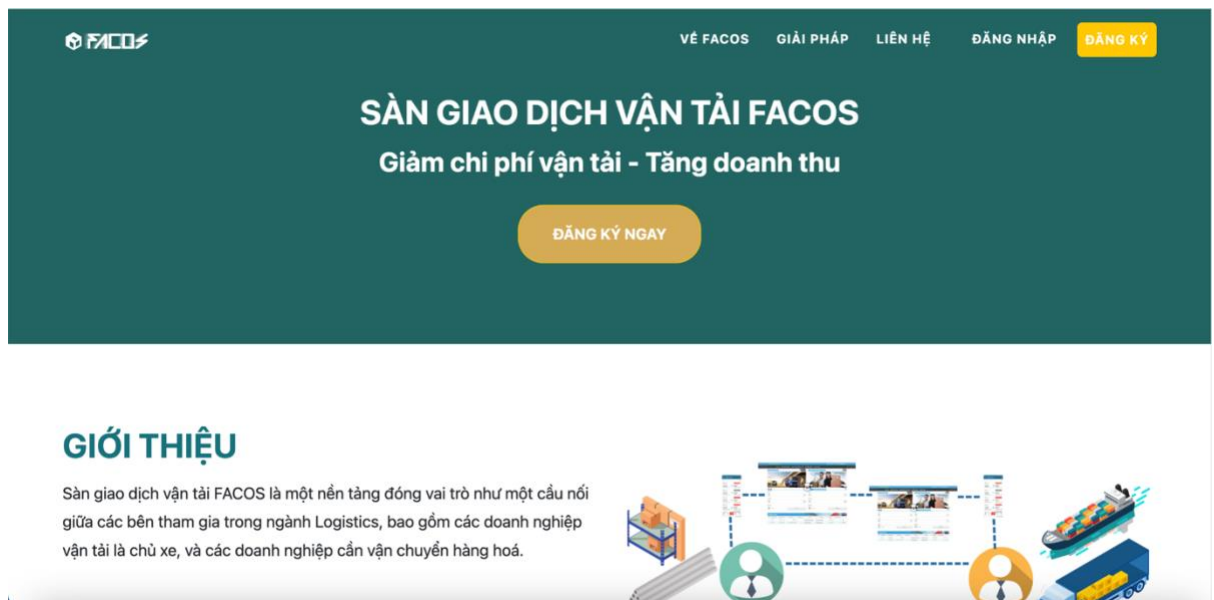 FACOS
VỀ FACOS GIẢI PHÁP LIÊN HỆ ĐĂNG NHẬP ĐĂNG KÝ
SÀN GIAO DỊCH VẬN TẢI FACOS
Giảm chi phí vận tải - Tăng doanh thu
ĐĂNG KÝ NGAY
GIỚI THIỆU
Sàn giao dịch vận tải FACOS là một nền tảng đóng vai trò như một cầu nối
giữa các bên tham gia trong ngành Logistics, bao gồm các doanh nghiệp
vận tải là chủ xe, và các doanh nghiệp cần vận chuyển hàng hoá.